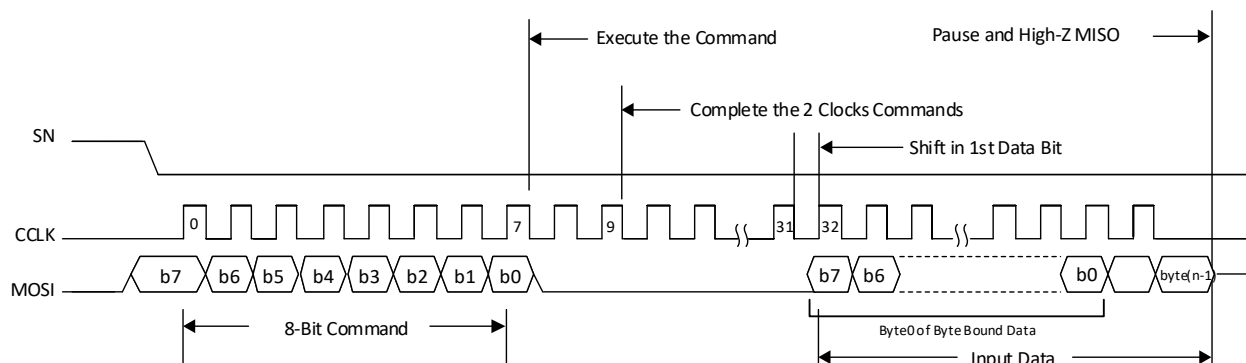 Execute the Command
Pause and High-Z MISO
Complete the 2 Clocks Commands
SN
Shift in 1st Data Bit
0 7 9 31 32
CCLK
b7 b6 b5 b4 b3 b2 b1 b0 b7 b6 b0 byte(n-1)
MOSI
8-Bit Command
Byte0 of Byte Bound Data
Input Data